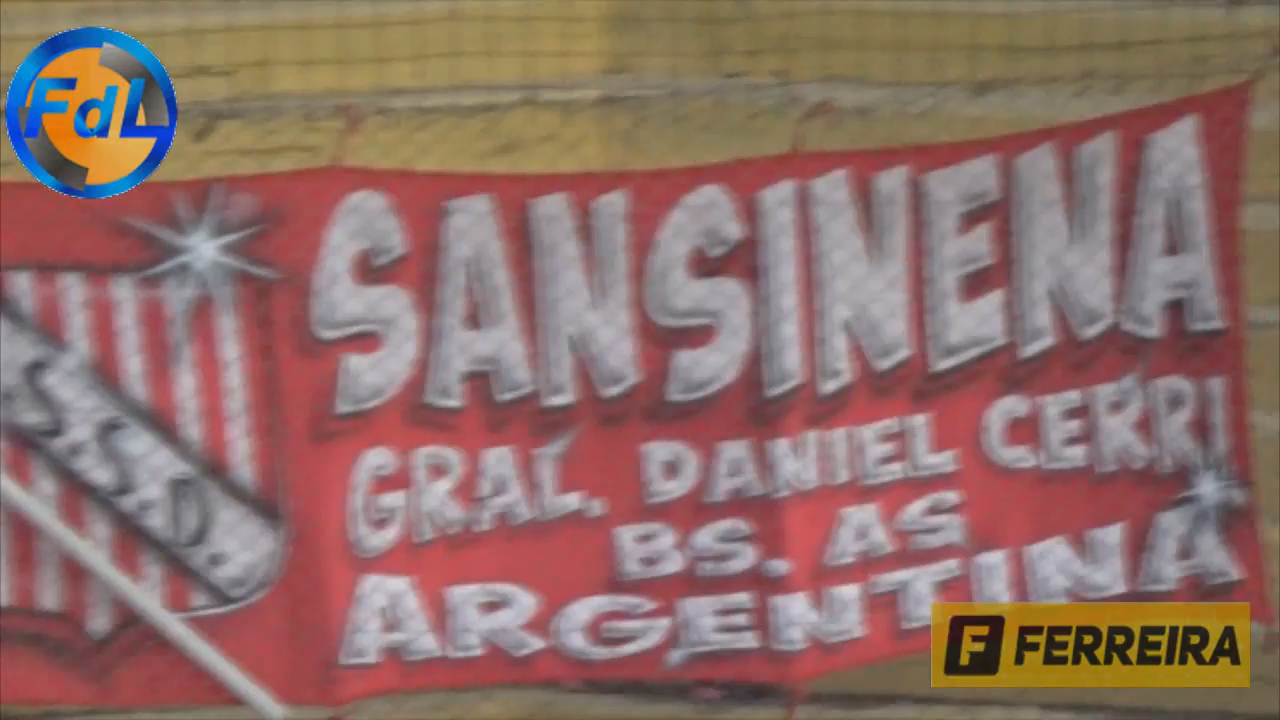 FdL
SANSINENA
S.S.D.
GRAL. DANIEL CERRI
BS. AS
ARGENTINA
F FERREIRA